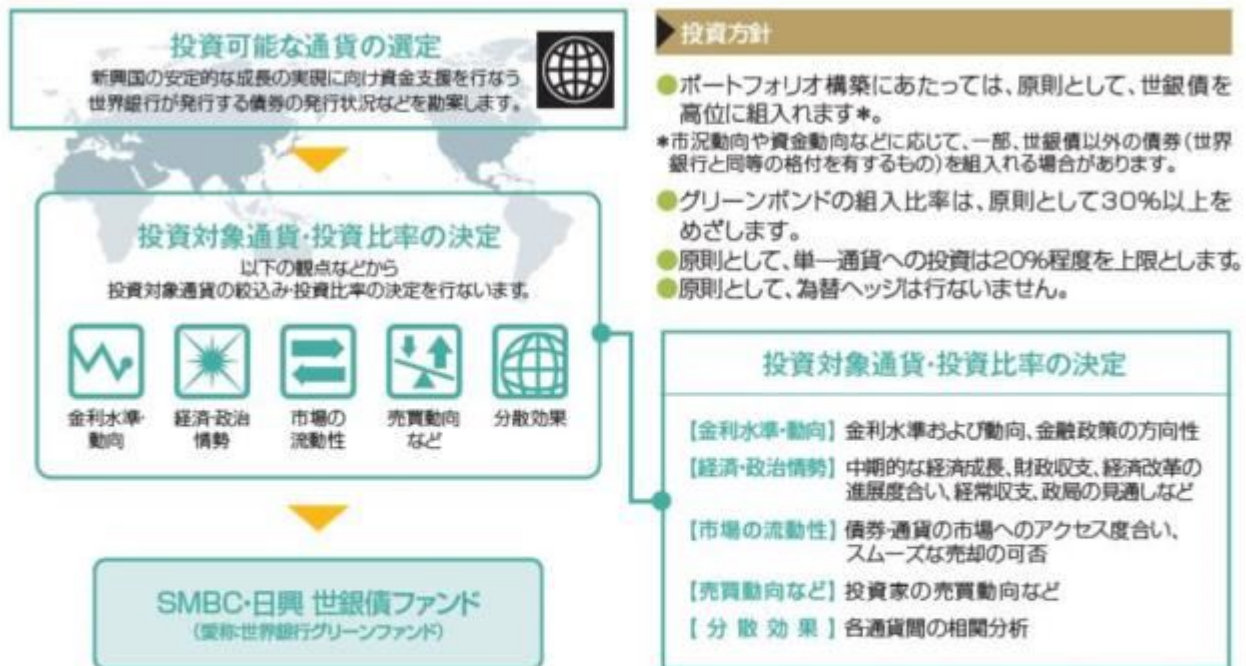 投資可能な通貨の選定
新興国の安定的な成長の実現に向け資金支援を行なう
世界銀行が発行する債券の発行状況などを勘案します。
投資対象通貨・投資比率の決定
以下の観点などから
投資対象通貨の絞込み・投資比率の決定を行ないます。
金利水準・
動向
経済・政治
情勢
市場の
流動性
売買動向
など
分散効果
SMBC・日興 世銀債ファンド
(愛称:世界銀行グリーンファンド)
投資方針
●ポートフォリオ構築にあたっては、原則として、世銀債を
高位に組入れます*。
*市況動向や資金動向などに応じて、一部、世銀債以外の債券(世界
銀行と同等の格付を有するもの)を組入れる場合があります。
●グリーンボンドの組入比率は、原則として30%以上を
めざします。
●原則として、単一通貨への投資は20%程度を上限とします。
●原則として、為替ヘッジは行ないません。
投資対象通貨・投資比率の決定
【金利水準・動向】金利水準および動向、金融政策の方向性
【経済・政治情勢】中期的な経済成長、財政収支、経済改革の
進展度合い、経常収支、政局の見通しなど
【市場の流動性】債券・通貨の市場へのアクセス度合い、
スムーズな売却の可否
【売買動向など】投資家の売買動向など
【分散効果】各通貨間の相関分析